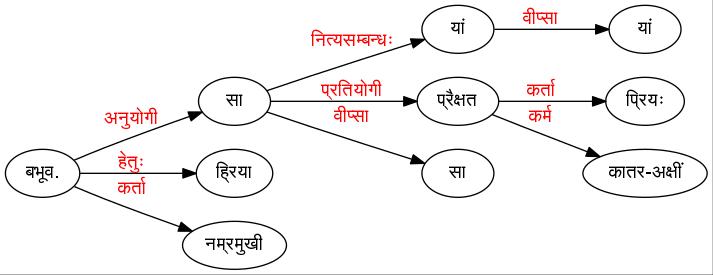 वीप्सा
यां
यां
नित्यसम्बन्धः
सा
प्रतियोगी
वीप्सा
प्रैक्षत
कर्ता
कर्म
प्रियः
अनुयोगी
बभूव.
हेतुः
कर्ता
ह्रिया
सा
कातर-अक्षीं
नम्रमुखी